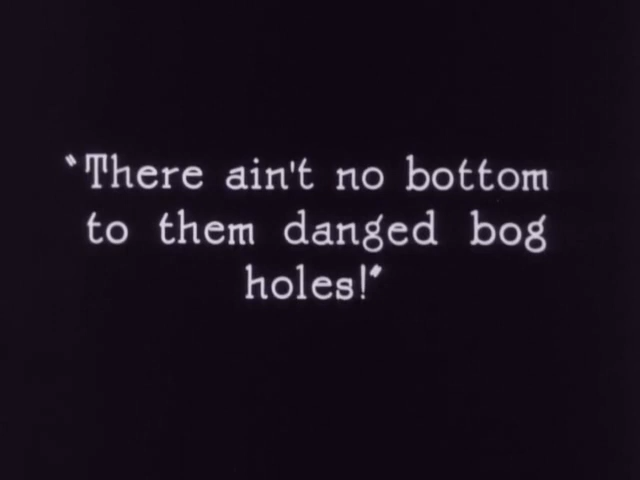 "There ain't no bottom
to them danged bog
holes!"